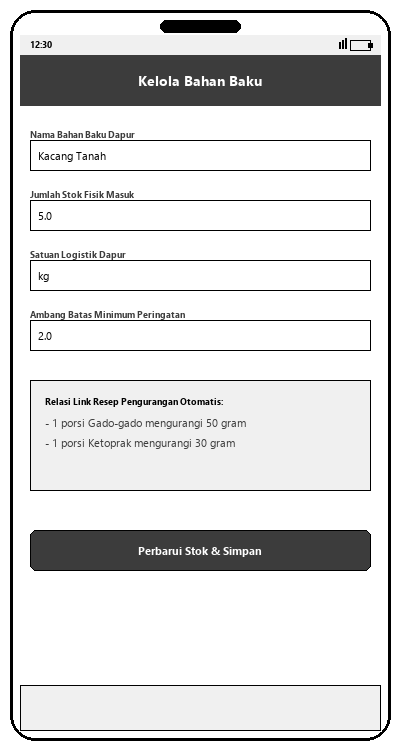 12:30
Kelola Bahan Baku
Nama Bahan Baku Dapur
Kacang Tanah
Jumlah Stok Fisik Masuk
5.0
Satuan Logistik Dapur
kg
Ambang Batas Minimum Peringatan
2.0
Relasi Link Resep Pengurangan Otomatis:
- 1 porsi Gado-gado mengurangi 50 gram
- 1 porsi Ketoprak mengurangi 30 gram
Perbarui Stok & Simpan